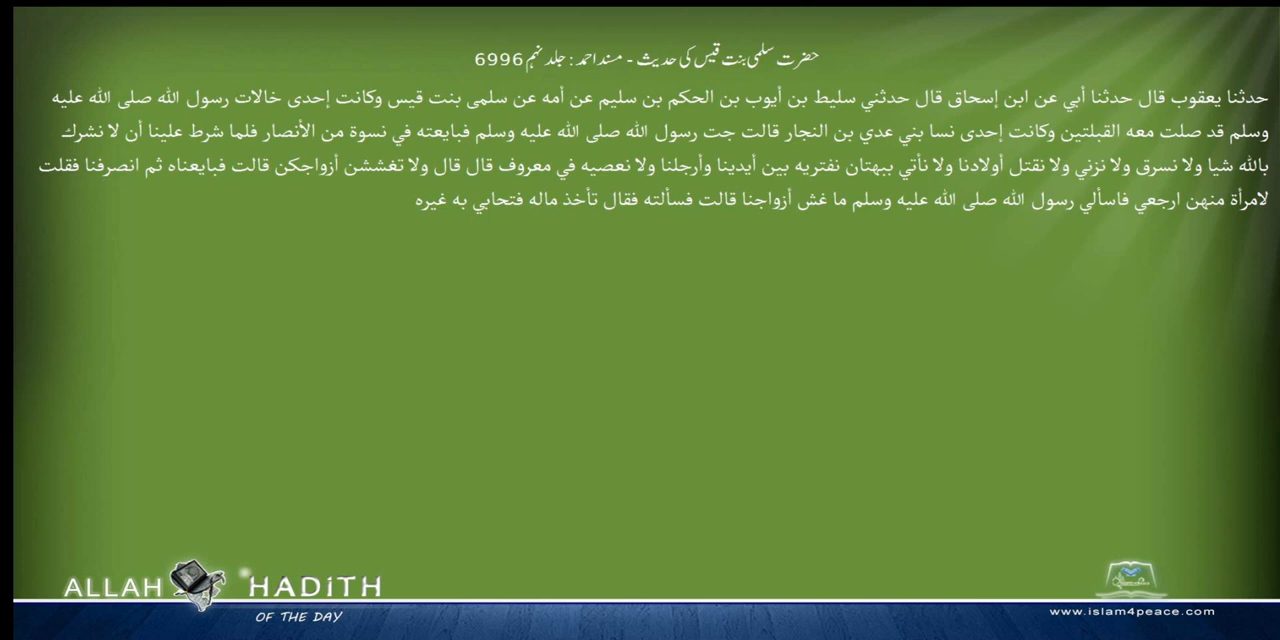 حضرت سلمی بنت قیس کی حدیث - مسند احمد : جلد نہم 6996
حدثنا يعقوب قال حدثنا أبي عن ابن إسحاق قال حدثني سليط بن أيوب بن الحكم بن سليم عن أمه عن سلمى بنت قيس وكانت إحدى خالات رسول الله صلى الله عليه
وسلم قد صلت معه القبلتين وكانت إحدى نسا بني عدي بن النجار قالت جت رسول الله صلى الله عليه وسلم فبايعته في نسوة من الأنصار فلما شرط علينا أن لا نشرك
بالله شيا ولا نسرق ولا نزني ولا نقتل أولادنا ولا نأتي ببهتان نفتريه بين أيدينا وأرجلنا ولا نعصيه في معروف قال قال ولا تغششن أزواجكن قالت فبايعناه ثم انصرفنا فقلت
لامرأة منهن ارجعي فاسألي رسول الله صلى الله عليه وسلم ما غش أزواجنا قالت فسألته فقال تأخذ ماله فتحابي به غيره
ALLAH HADITH
OF THE DAY
www.islam4peace.com